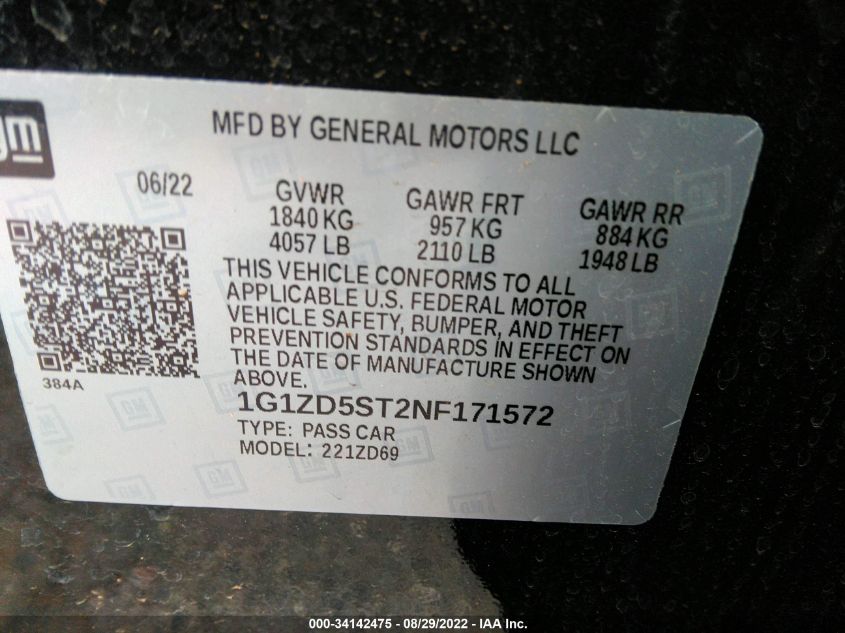 gm
MFD BY GENERAL MOTORS LLC
06/22
GVWR
1840 KG
4057 LB
GAWR FRT
957 KG
2110 LB
GAWR RR
884 KG
1948 LB
THIS VEHICLE CONFORMS TO ALL
APPLICABLE U.S. FEDERAL MOTOR
VEHICLE SAFETY, BUMPER, AND THEFT
PREVENTION STANDARDS IN EFFECT ON
THE DATE OF MANUFACTURE SHOWN
ABOVE.
384A
1G1ZD5ST2NF171572
TYPE: PASS CAR
MODEL: 221ZD69
000-34142475 - 08/29/2022 - IAA Inc.